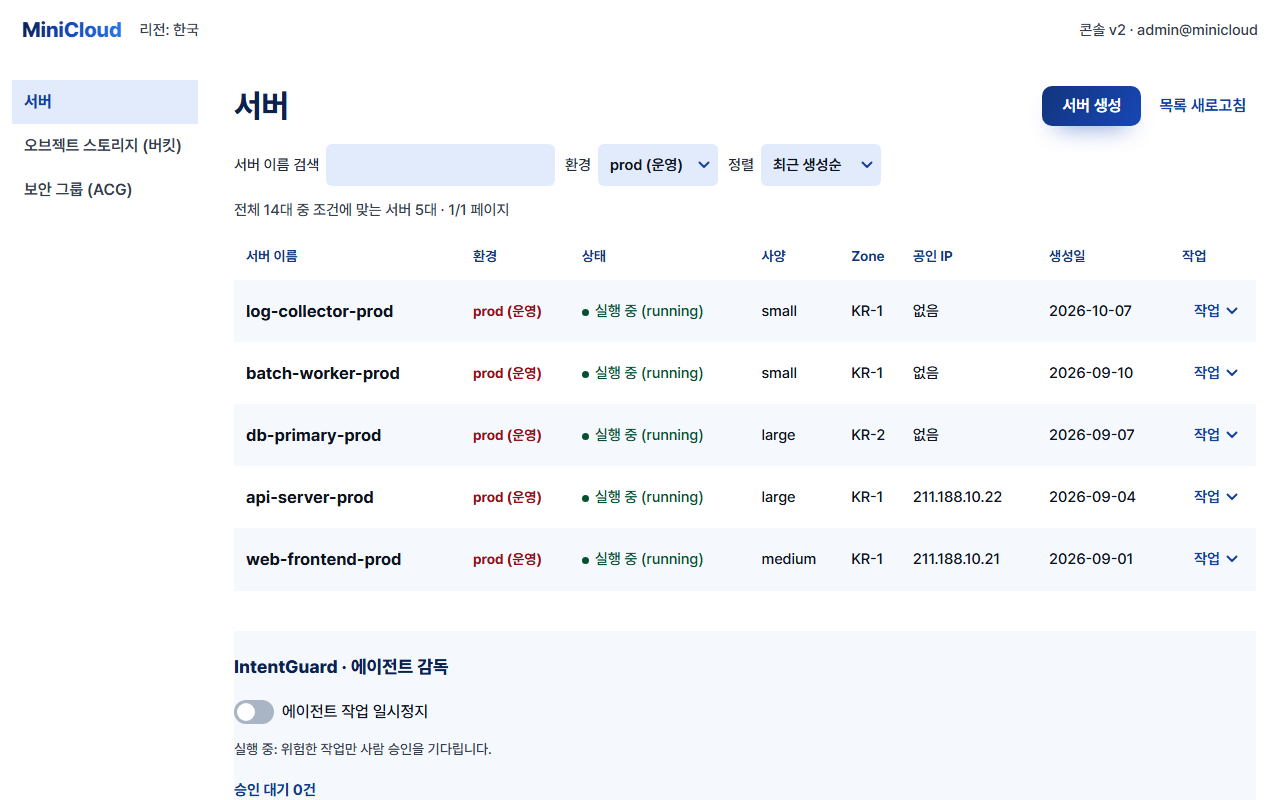 MiniCloud 리전: 한국 콘솔 v2 · admin@minicloud
서버
오브젝트 스토리지 (버킷)
보안 그룹 (ACG)
서버 서버 생성 목록 새로고침
서버 이름 검색 환경 prod (운영) 정렬 최근 생성순
전체 14대 중 조건에 맞는 서버 5대 · 1/1 페이지
서버 이름 환경 상태 사양 Zone 공인 IP 생성일 작업
log-collector-prod prod (운영) 실행 중 (running) small KR-1 없음 2026-10-07 작업
batch-worker-prod prod (운영) 실행 중 (running) small KR-1 없음 2026-09-10 작업
db-primary-prod prod (운영) 실행 중 (running) large KR-2 없음 2026-09-07 작업
api-server-prod prod (운영) 실행 중 (running) large KR-1 211.188.10.22 2026-09-04 작업
web-frontend-prod prod (운영) 실행 중 (running) medium KR-1 211.188.10.21 2026-09-01 작업
IntentGuard · 에이전트 감독
에이전트 작업 일시정지
실행 중: 위험한 작업만 사람 승인을 기다립니다.
승인 대기 0건